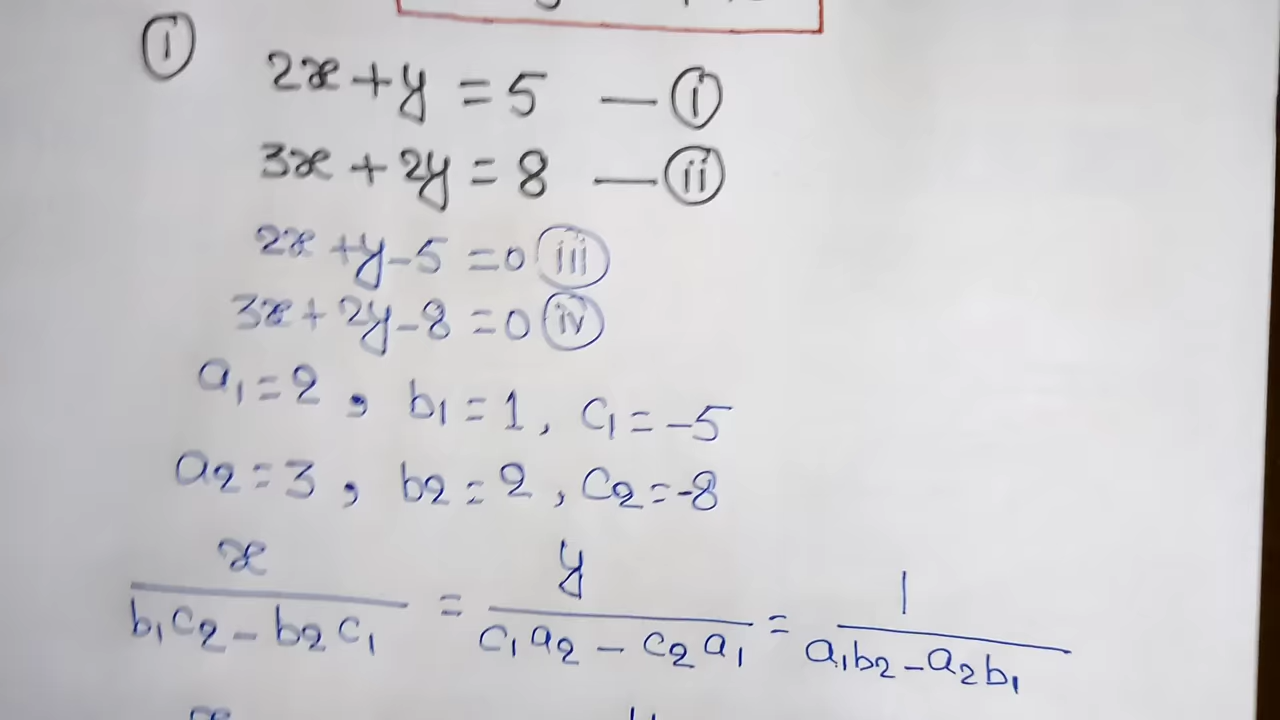 ① 2x + y = 5 — ⓘ
3x + 2y = 8 — ⓘⓘ
2x + y - 5 = 0 (iii)
3x + 2y - 8 = 0 (iv)
a₁ = 2, b₁ = 1, c₁ = -5
a₂ = 3, b₂ = 2, c₂ = -8
x / (b₁c₂ - b₂c₁) = y / (c₁a₂ - c₂a₁) = 1 / (a₁b₂ - a₂b₁)